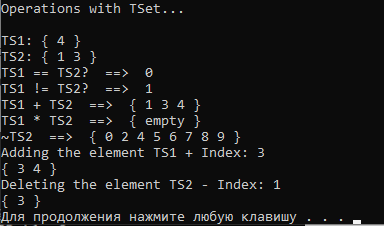 Operations with TSet...
TS1: { 4 }
TS2: { 1 3 }
TS1 == TS2?  ==>  0
TS1 != TS2?  ==>  1
TS1 + TS2  ==>  { 1 3 4 }
TS1 * TS2  ==>  { empty }
~TS2  ==>  { 0 2 4 5 6 7 8 9 }
Adding the element TS1 + Index: 3
{ 3 4 }
Deleting the element TS2 - Index: 1
{ 3 }
Для продолжения нажмите любую клавишу . . .